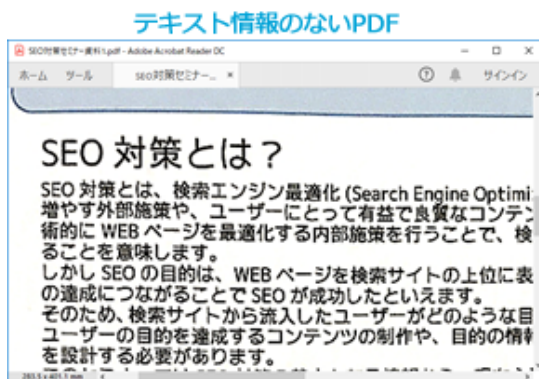 テキスト情報のないPDF
SEO対策セミナー資料1.pdf - Adobe Acrobat Reader DC
ホーム ツール SEO対策セミナー... × サインイン
SEO 対策とは？
SEO 対策とは、検索エンジン最適化 (Search Engine Optimi
増やす外部施策や、ユーザーにとって有益で良質なコンテン
術的に WEB ページを最適化する内部施策を行うことで、検
ることを意味します。
しかし SEO の目的は、WEB ページを検索サイトの上位に表
の達成につながることで SEO が成功したといえます。
そのため、検索サイトから流入したユーザーがどのような目
ユーザーの目的を達成するコンテンツの制作や、目的の情報
を設計する必要があります。